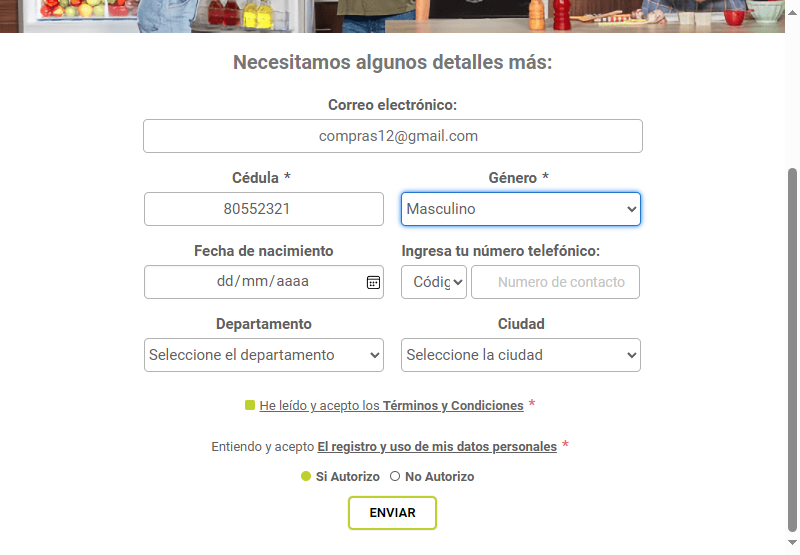 Necesitamos algunos detalles más:
Correo electrónico:
compras12@gmail.com
Cédula * Género *
80552321 Masculino
Fecha de nacimiento Ingresa tu número telefónico:
dd/mm/aaaa Códig Numero de contacto
Departamento Ciudad
Seleccione el departamento Seleccione la ciudad
He leído y acepto los Términos y Condiciones *
Entiendo y acepto El registro y uso de mis datos personales *
Si Autorizo No Autorizo
ENVIAR